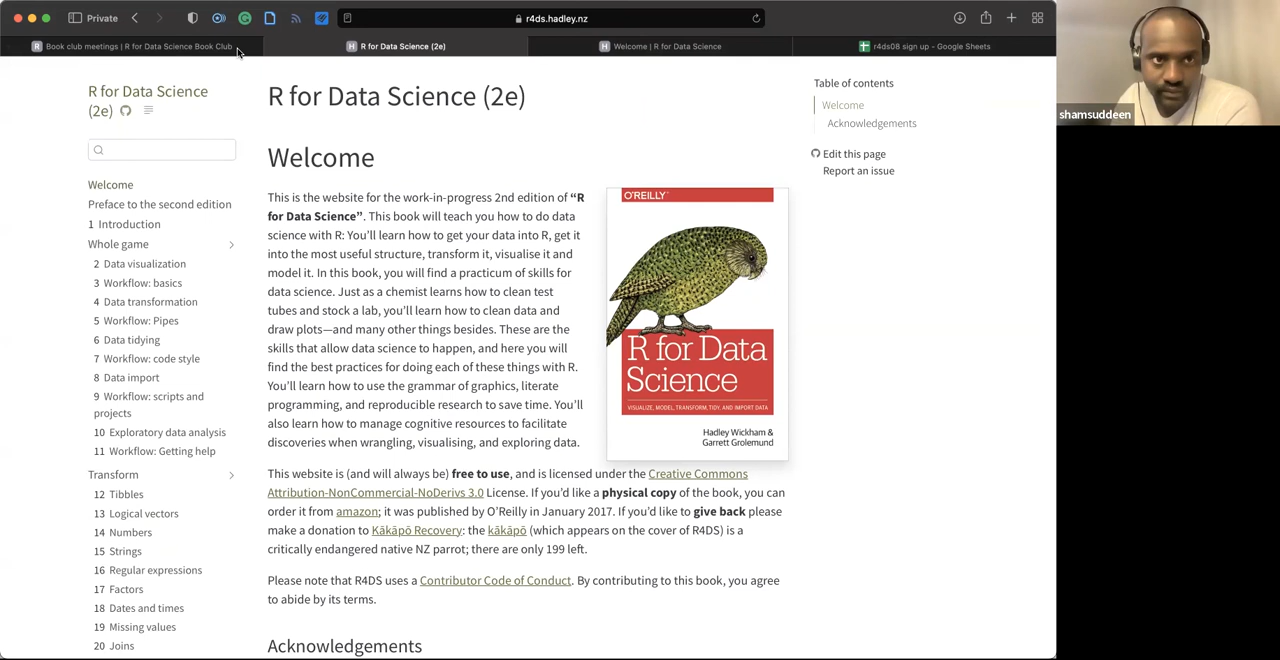 Private
r4ds.hadley.nz
Book club meetings | R for Data Science Book Club
R for Data Science (2e)
Welcome | R for Data Science
r4ds08 sign up - Google Sheets
shamsuddeen
R for Data Science
(2e)
Welcome
Preface to the second edition
1 Introduction
Whole game
2 Data visualization
3 Workflow: basics
4 Data transformation
5 Workflow: Pipes
6 Data tidying
7 Workflow: code style
8 Data import
9 Workflow: scripts and
projects
10 Exploratory data analysis
11 Workflow: Getting help
Transform
12 Tibbles
13 Logical vectors
14 Numbers
15 Strings
16 Regular expressions
17 Factors
18 Dates and times
19 Missing values
20 Joins
R for Data Science (2e)
Welcome
This is the website for the work-in-progress 2nd edition of “R
for Data Science”. This book will teach you how to do data
science with R: You’ll learn how to get your data into R, get it
into the most useful structure, transform it, visualise it and
model it. In this book, you will find a practicum of skills for
data science. Just as a chemist learns how to clean test
tubes and stock a lab, you’ll learn how to clean data and
draw plots—and many other things besides. These are the
skills that allow data science to happen, and here you will
find the best practices for doing each of these things with R.
You’ll learn how to use the grammar of graphics, literate
programming, and reproducible research to save time. You’ll
also learn how to manage cognitive resources to facilitate
discoveries when wrangling, visualising, and exploring data.
O'REILLY
R for Data
Science
VISUALIZE, MODEL, TRANSFORM, TIDY, AND IMPORT DATA
Hadley Wickham &
Garrett Grolemund
This website is (and will always be) free to use, and is licensed under the Creative Commons
Attribution-NonCommercial-NoDerivs 3.0 License. If you’d like a physical copy of the book, you can
order it from amazon; it was published by O’Reilly in January 2017. If you’d like to give back please
make a donation to Kākāpō Recovery: the kākāpō (which appears on the cover of R4DS) is a
critically endangered native NZ parrot; there are only 199 left.
Please note that R4DS uses a Contributor Code of Conduct. By contributing to this book, you agree
to abide by its terms.
Acknowledgements
Table of contents
Welcome
Acknowledgements
Edit this page
Report an issue